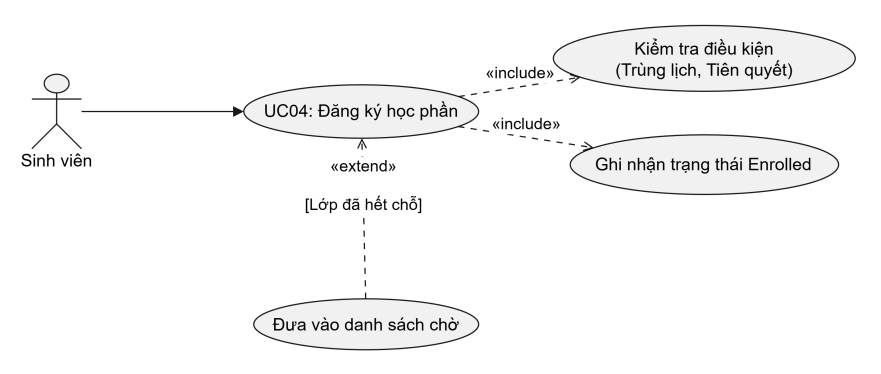 Kiểm tra điều kiện
(Trùng lịch, Tiên quyết)
«include»
UC04: Đăng ký học phần
«include»
Sinh viên
«extend»
Ghi nhận trạng thái Enrolled
[Lớp đã hết chỗ]
Đưa vào danh sách chờ